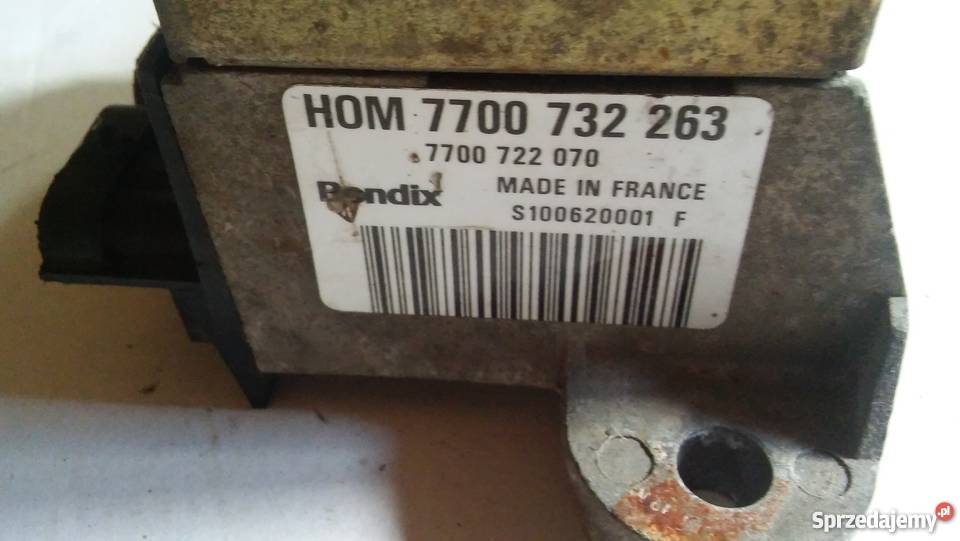 HOM 7700 732 263
7700 722 070
Bendix MADE IN FRANCE
S100620001 F
Sprzedajemy.pl